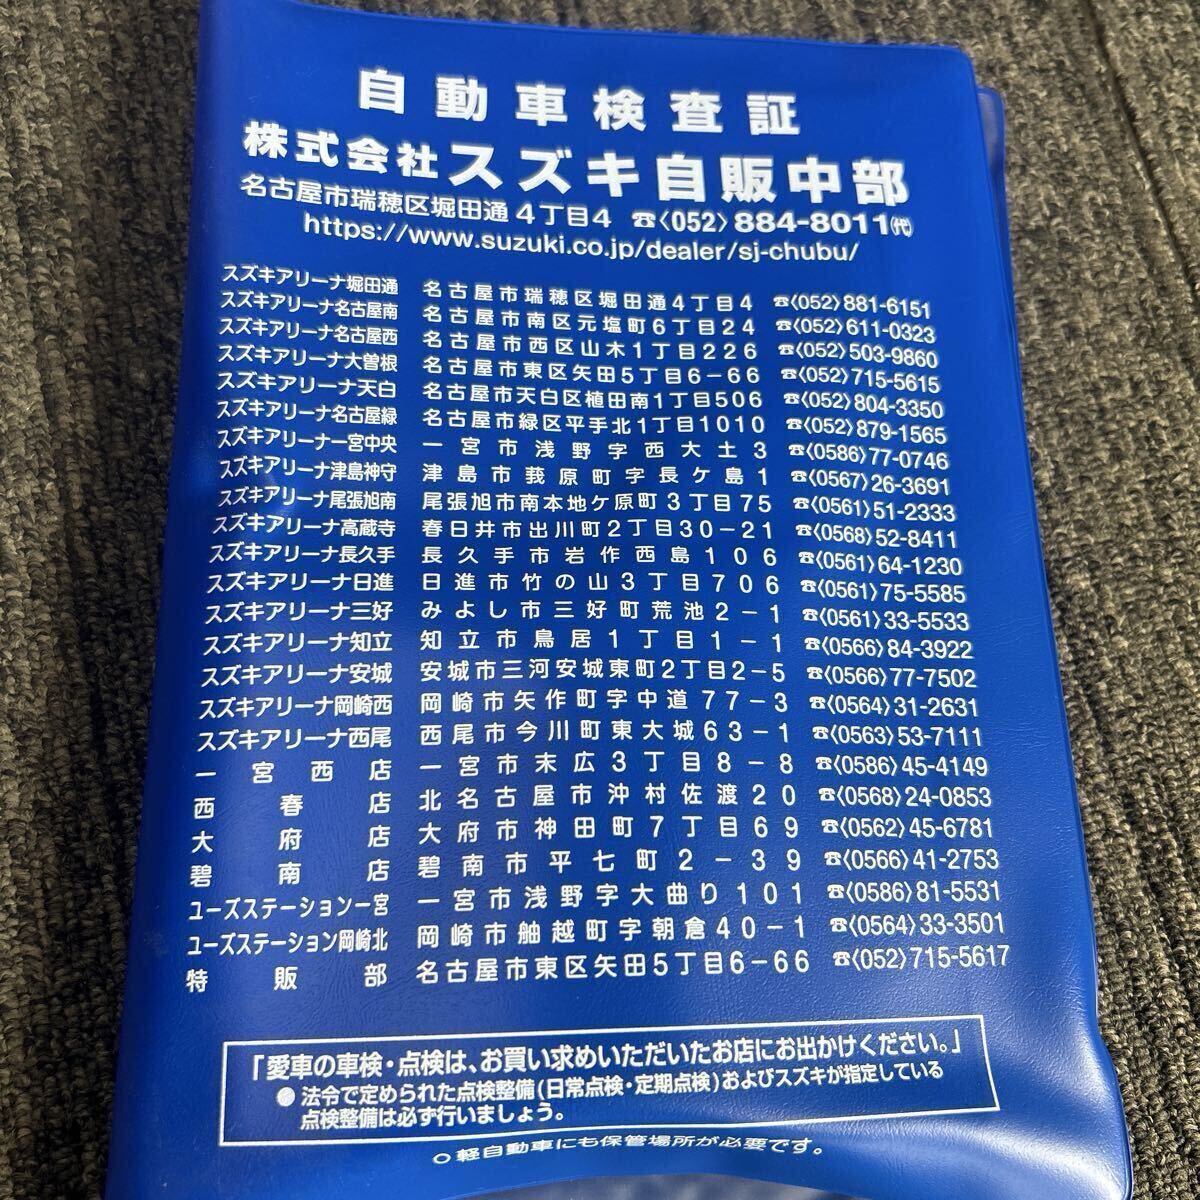 自動車検査証
株式会社スズキ自販中部
名古屋市瑞穂区堀田通4丁目4 ☎〈052〉884-8011㈹
https://www.suzuki.co.jp/dealer/sj-chubu/
スズキアリーナ堀田通 名古屋市瑞穂区堀田通4丁目4 ☎〈052〉881-6151
スズキアリーナ名古屋南 名古屋市南区元塩町6丁目24 ☎〈052〉611-0323
スズキアリーナ名古屋西 名古屋市西区山木1丁目226 ☎〈052〉503-9860
スズキアリーナ大曽根 名古屋市東区矢田5丁目6-66 ☎〈052〉715-5615
スズキアリーナ天白 名古屋市天白区植田南1丁目506 ☎〈052〉804-3350
スズキアリーナ名古屋緑 名古屋市緑区平手北1丁目1010 ☎〈052〉879-1565
スズキアリーナ一宮中央 一宮市浅野字西大土3 ☎〈0586〉77-0746
スズキアリーナ津島神守 津島市莪原町字長ケ島1 ☎〈0567〉26-3691
スズキアリーナ尾張旭南 尾張旭市南本地ケ原町3丁目75 ☎〈0561〉51-2333
スズキアリーナ高蔵寺 春日井市出川町2丁目30-21 ☎〈0568〉52-8411
スズキアリーナ長久手 長久手市岩作西島106 ☎〈0561〉64-1230
スズキアリーナ日進 日進市竹の山3丁目706 ☎〈0561〉75-5585
スズキアリーナ三好 みよし市三好町荒池2-1 ☎〈0561〉33-5533
スズキアリーナ知立 知立市鳥居1丁目1-1 ☎〈0566〉84-3922
スズキアリーナ安城 安城市三河安城東町2丁目2-5 ☎〈0566〉77-7502
スズキアリーナ岡崎西 岡崎市矢作町字中道77-3 ☎〈0564〉31-2631
スズキアリーナ西尾 西尾市今川町東大城63-1 ☎〈0563〉53-7111
一宮西店 一宮市末広3丁目8-8 ☎〈0586〉45-4149
西春店 北名古屋市沖村佐渡20 ☎〈0568〉24-0853
大府店 大府市神田町7丁目69 ☎〈0562〉45-6781
碧南店 碧南市平七町2-39 ☎〈0566〉41-2753
ユーズステーション一宮 一宮市浅野字大曲り101 ☎〈0586〉81-5531
ユーズステーション岡崎北 岡崎市舳越町字朝倉40-1 ☎〈0564〉33-3501
特販部 名古屋市東区矢田5丁目6-66 ☎〈052〉715-5617
「愛車の車検・点検は、お買い求めいただいたお店にお出かけください。」
●法令で定められた点検整備(日常点検・定期点検)およびスズキが指定している
点検整備は必ず行いましょう。
○軽自動車にも保管場所が必要です。